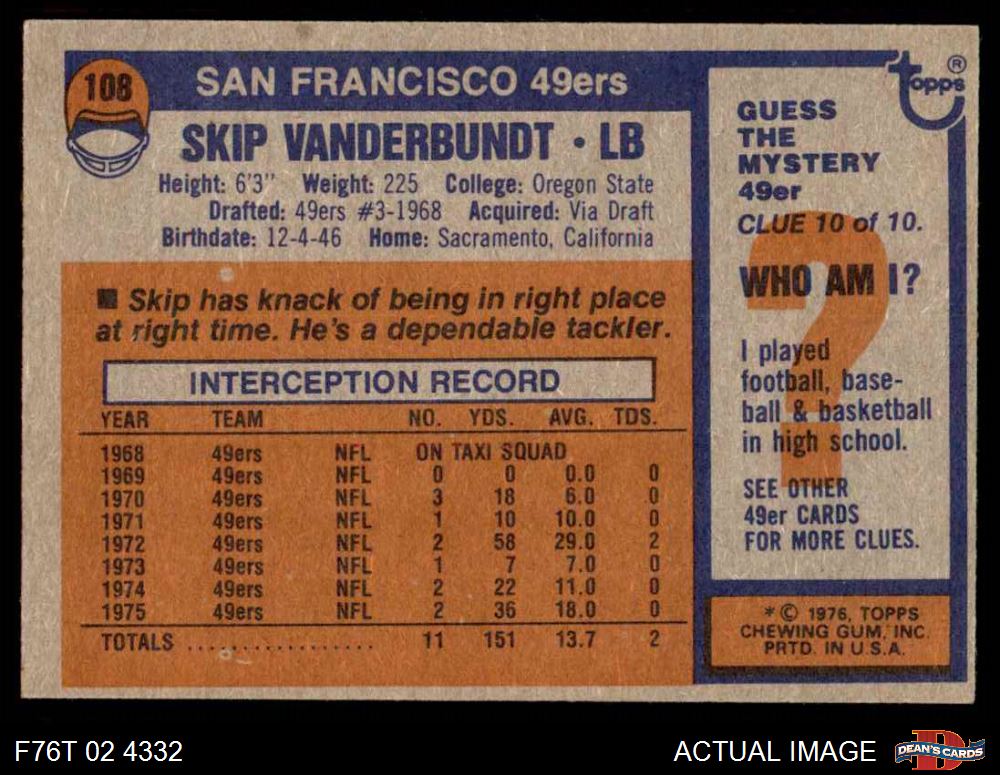 108
SAN FRANCISCO 49ers
SKIP VANDERBUNDT • LB
Height: 6'3" Weight: 225 College: Oregon State
Drafted: 49ers #3-1968 Acquired: Via Draft
Birthdate: 12-4-46 Home: Sacramento, California
■ Skip has knack of being in right place
at right time. He's a dependable tackler.
INTERCEPTION RECORD
YEAR TEAM NO. YDS. AVG. TDS.
1968 49ers NFL ON TAXI SQUAD
1969 49ers NFL 0 0 0.0 0
1970 49ers NFL 3 18 6.0 0
1971 49ers NFL 1 10 10.0 0
1972 49ers NFL 2 58 29.0 2
1973 49ers NFL 1 7 7.0 0
1974 49ers NFL 2 22 11.0 0
1975 49ers NFL 2 36 18.0 0
TOTALS .................. 11 151 13.7 2
topps ®
GUESS
THE
MYSTERY
49er
CLUE 10 of 10.
WHO AM I?
I played
football, base-
ball & basketball
in high school.
SEE OTHER
49er CARDS
FOR MORE CLUES.
* © 1976, TOPPS
CHEWING GUM, INC.
PRTD. IN U.S.A.
F76T 02 4332
ACTUAL IMAGE
D
DEAN'S CARDS